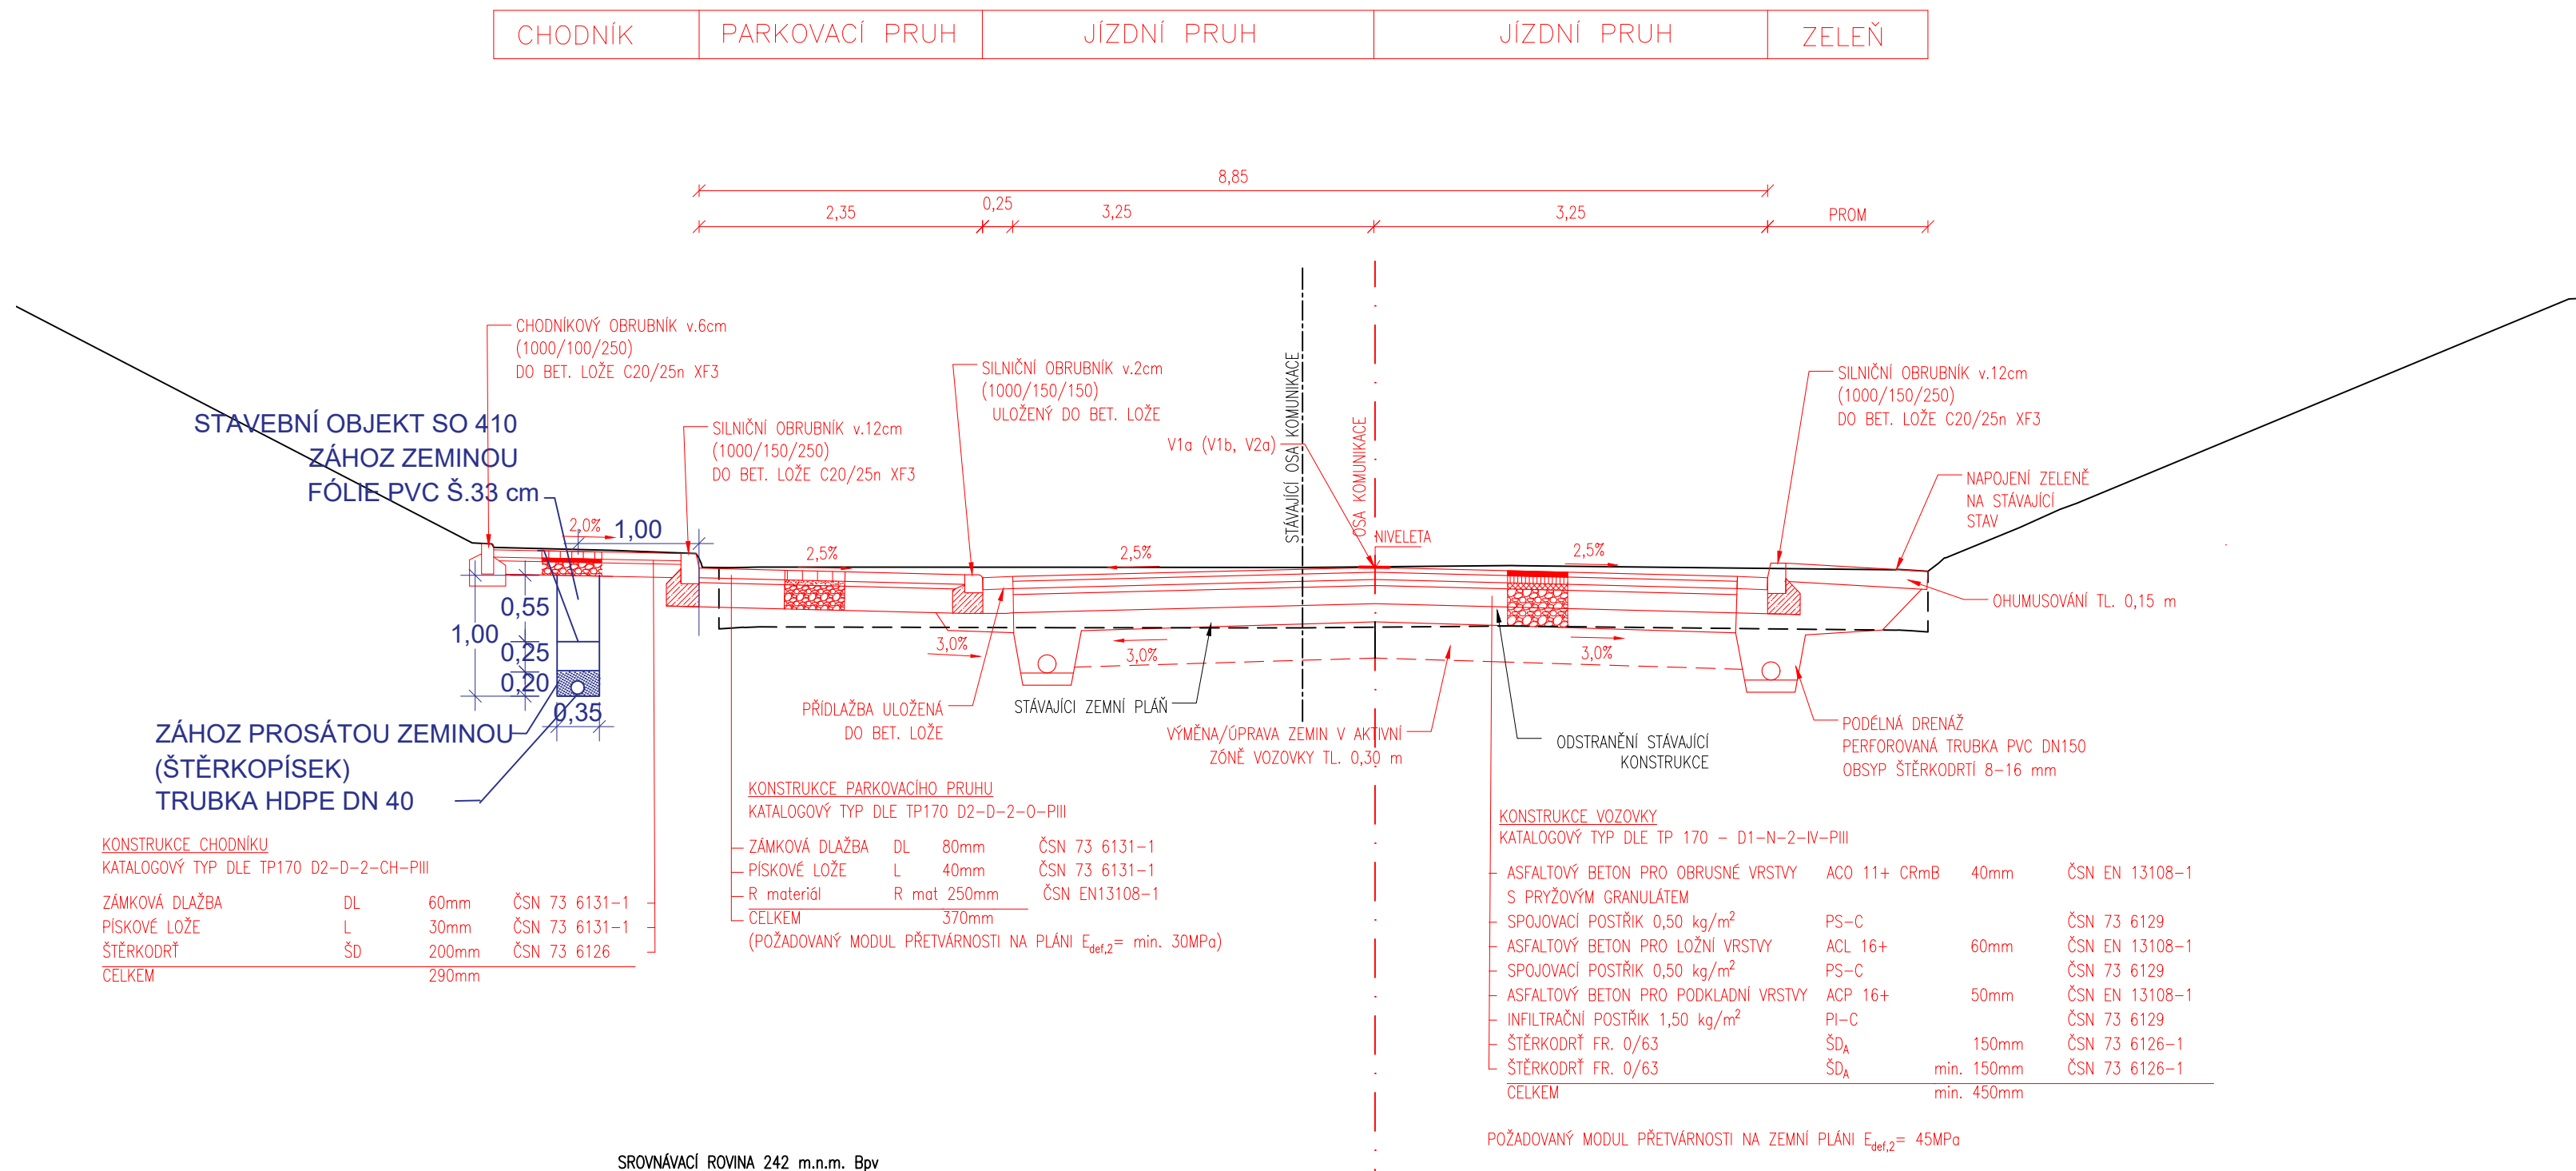 CHODNÍK PARKOVACÍ PRUH JÍZDNÍ PRUH JÍZDNÍ PRUH ZELEŇ
8,85
2,35 0,25 3,25 3,25 PROM
CHODNÍKOVÝ OBRUBNÍK v.6cm
(1000/100/250)
DO BET. LOŽE C20/25n XF3
SILNIČNÍ OBRUBNÍK v.2cm
(1000/150/150)
ULOŽENÝ DO BET. LOŽE
SILNIČNÍ OBRUBNÍK v.12cm
(1000/150/250)
DO BET. LOŽE C20/25n XF3
STAVEBNÍ OBJEKT SO 410
ZÁHOZ ZEMINOU
FÓLIE PVC Š.33 cm
SILNIČNÍ OBRUBNÍK v.12cm
(1000/150/250)
DO BET. LOŽE C20/25n XF3
V1a (V1b, V2a)
STÁVAJÍCÍ OSA KOMUNIKACE
OSA KOMUNIKACE
NIVELETA
NAPOJENÍ ZELENĚ
NA STÁVAJÍCÍ
STAV
2,0% 1,00
2,5% 2,5% 2,5%
0,55
1,00
0,25
0,20
0,35
3,0% 3,0% 3,0%
OHUMUSOVÁNÍ TL. 0,15 m
PŘÍDLAŽBA ULOŽENÁ
DO BET. LOŽE
STÁVAJÍCI ZEMNÍ PLÁŇ
VÝMĚNA/ÚPRAVA ZEMIN V AKTIVNÍ
ZÓNĚ VOZOVKY TL. 0,30 m
ODSTRANĚNÍ STÁVAJÍCÍ
KONSTRUKCE
PODÉLNÁ DRENÁŽ
PERFOROVANÁ TRUBKA PVC DN150
OBSYP ŠTĚRKODRTÍ 8-16 mm
ZÁHOZ PROSÁTOU ZEMINOU
(ŠTĚRKOPÍSEK)
TRUBKA HDPE DN 40
KONSTRUKCE CHODNÍKU
KATALOGOVÝ TYP DLE TP170 D2-D-2-CH-PIII
ZÁMKOVÁ DLAŽBA DL 60mm ČSN 73 6131-1
PÍSKOVÉ LOŽE L 30mm ČSN 73 6131-1
ŠTĚRKODRŤ ŠD 200mm ČSN 73 6126
CELKEM 290mm
KONSTRUKCE PARKOVACÍHO PRUHU
KATALOGOVÝ TYP DLE TP170 D2-D-2-O-PIII
ZÁMKOVÁ DLAŽBA DL 80mm ČSN 73 6131-1
PÍSKOVÉ LOŽE L 40mm ČSN 73 6131-1
R materiál R mat 250mm ČSN EN13108-1
CELKEM 370mm
(POŽADOVANÝ MODUL PŘETVÁRNOSTI NA PLÁNI Edef,2= min. 30MPa)
KONSTRUKCE VOZOVKY
KATALOGOVÝ TYP DLE TP 170 - D1-N-2-IV-PIII
ASFALTOVÝ BETON PRO OBRUSNÉ VRSTVY ACO 11+ CRmB 40mm ČSN EN 13108-1
S PRYŽOVÝM GRANULÁTEM
SPOJOVACÍ POSTŘIK 0,50 kg/m² PS-C ČSN 73 6129
ASFALTOVÝ BETON PRO LOŽNÍ VRSTVY ACL 16+ 60mm ČSN EN 13108-1
SPOJOVACÍ POSTŘIK 0,50 kg/m² PS-C ČSN 73 6129
ASFALTOVÝ BETON PRO PODKLADNÍ VRSTVY ACP 16+ 50mm ČSN EN 13108-1
INFILTRAČNÍ POSTŘIK 1,50 kg/m² PI-C ČSN 73 6129
ŠTĚRKODRŤ FR. 0/63 ŠDA 150mm ČSN 73 6126-1
ŠTĚRKODRŤ FR. 0/63 ŠDA min. 150mm ČSN 73 6126-1
CELKEM min. 450mm
POŽADOVANÝ MODUL PŘETVÁRNOSTI NA ZEMNÍ PLÁNI Edef,2= 45MPa
SROVNÁVACÍ ROVINA 242 m.n.m. Bpv